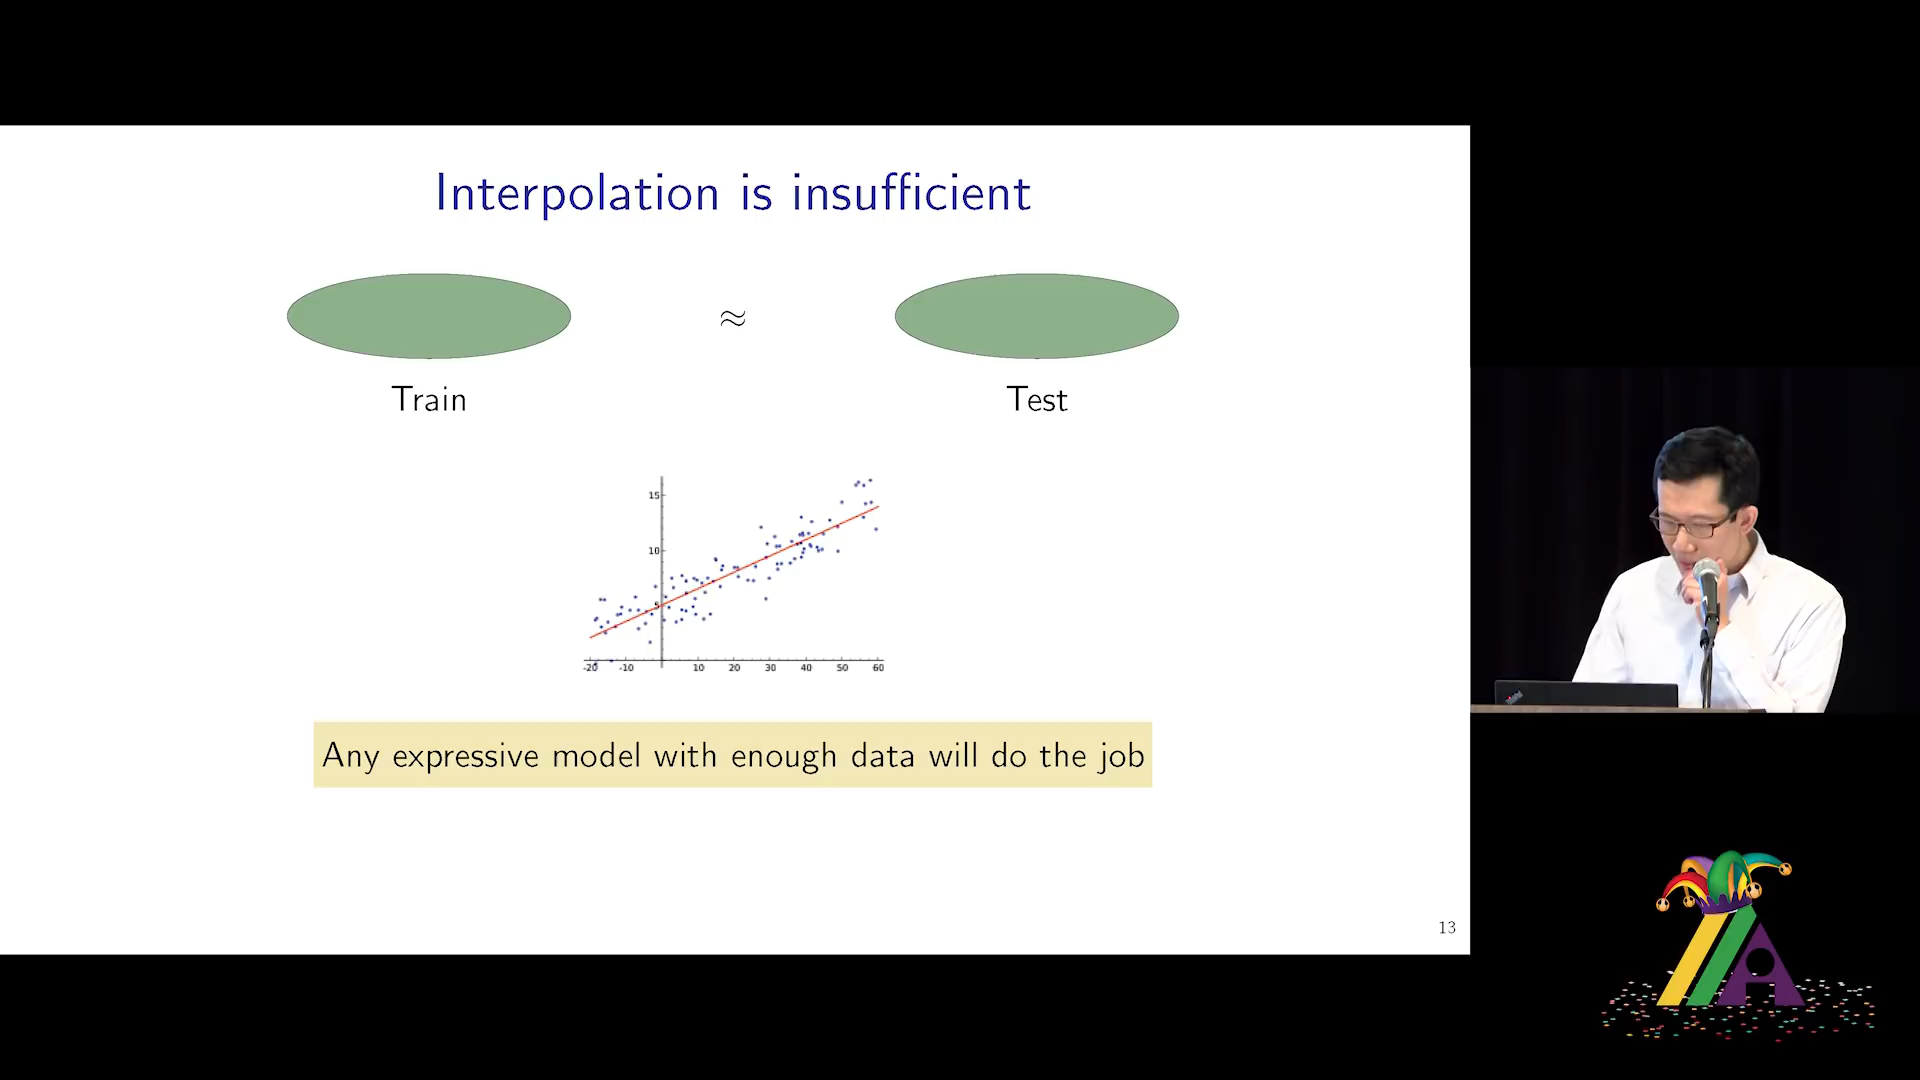 Interpolation is insufficient
≈
Train
Test
15
10
5
-20 -10 10 20 30 40 50 60
Any expressive model with enough data will do the job
13